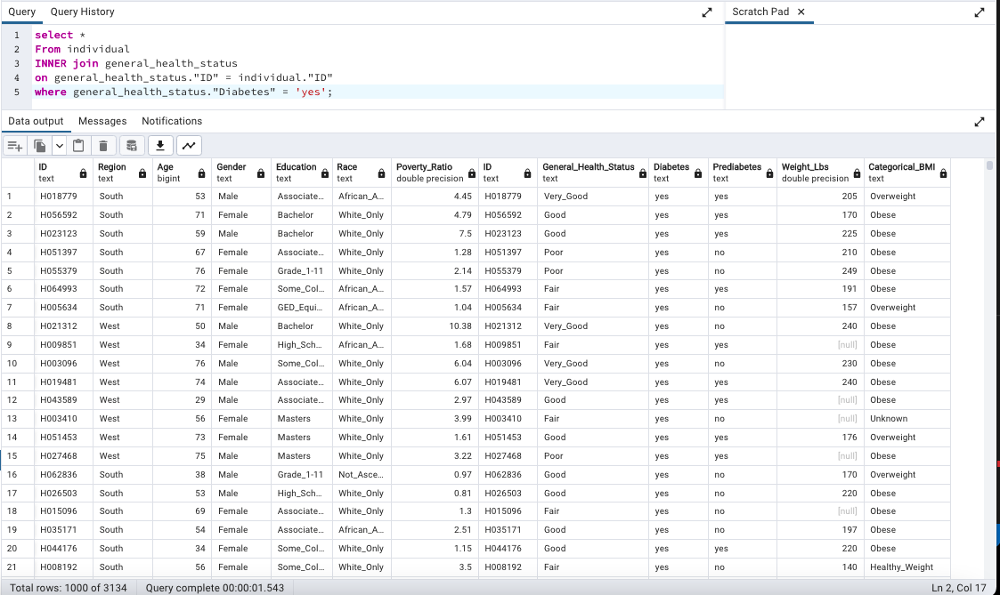 Query Query History Scratch Pad ✕
1 select *
2 From individual
3 INNER join general_health_status
4 on general_health_status."ID" = individual."ID"
5 where general_health_status."Diabetes" = 'yes';
Data output Messages Notifications
ID Region Age Gender Education Race Poverty_Ratio ID General_Health_Status Diabetes Prediabetes Weight_Lbs Categorical_BMI
text text bigint text text text double precision text text text text double precision text
1 H018779 South 53 Male Associate... African_A... 4.45 H018779 Very_Good yes yes 205 Overweight
2 H056592 South 71 Female Bachelor White_Only 4.79 H056592 Good yes yes 170 Obese
3 H023123 South 59 Male Bachelor White_Only 7.5 H023123 Good yes yes 225 Obese
4 H051397 South 67 Female Associate... White_Only 1.28 H051397 Poor yes no 210 Obese
5 H055379 South 76 Female Grade_1-11 White_Only 2.14 H055379 Poor yes no 249 Obese
6 H064993 South 72 Female Some_Col... African_A... 1.57 H064993 Fair yes yes 191 Obese
7 H005634 South 71 Female GED_Equi... African_A... 1.04 H005634 Fair yes no 157 Overweight
8 H021312 West 50 Male Bachelor White_Only 10.38 H021312 Very_Good yes no 240 Obese
9 H009851 West 34 Female High_Sch... African_A... 1.68 H009851 Fair yes yes [null] Obese
10 H003096 West 76 Male Some_Col... White_Only 6.04 H003096 Very_Good yes no 230 Obese
11 H019481 West 74 Male Associate... White_Only 6.07 H019481 Very_Good yes no 240 Obese
12 H043589 West 29 Male Associate... White_Only 2.97 H043589 Good yes yes [null] Obese
13 H003410 West 56 Female Masters White_Only 3.99 H003410 Fair yes no [null] Unknown
14 H051453 West 73 Female Masters White_Only 1.61 H051453 Good yes yes 176 Overweight
15 H027468 West 75 Male Masters White_Only 3.22 H027468 Poor yes yes [null] Obese
16 H062836 South 38 Male Grade_1-11 Not_Asce... 0.97 H062836 Good yes no 170 Overweight
17 H026503 South 53 Male High_Sch... White_Only 0.81 H026503 Good yes no 220 Obese
18 H015096 South 69 Female Associate... White_Only 1.3 H015096 Fair yes no [null] Obese
19 H035171 South 54 Female Associate... African_A... 2.51 H035171 Good yes no 197 Obese
20 H044176 South 34 Female Some_Col... White_Only 1.15 H044176 Good yes yes 220 Obese
21 H008192 South 56 Female Some_Col... White_Only 3.5 H008192 Fair yes no 140 Healthy_Weight
Total rows: 1000 of 3134 Query complete 00:00:01.543 Ln 2, Col 17